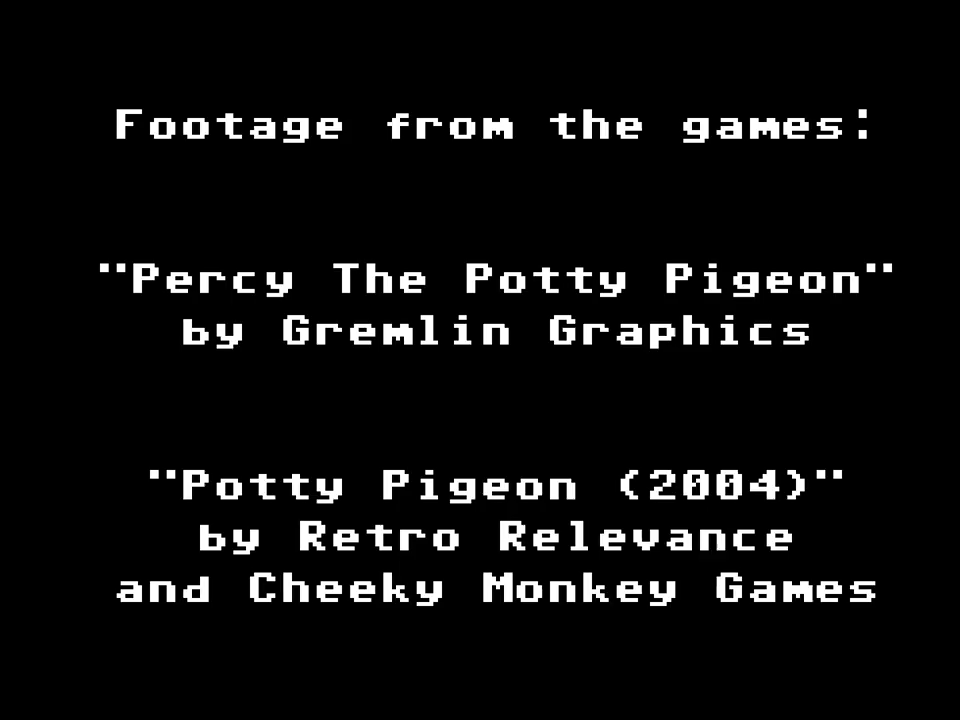 Footage from the games:
"Percy The Potty Pigeon"
by Gremlin Graphics
"Potty Pigeon (2004)"
by Retro Relevance
and Cheeky Monkey Games